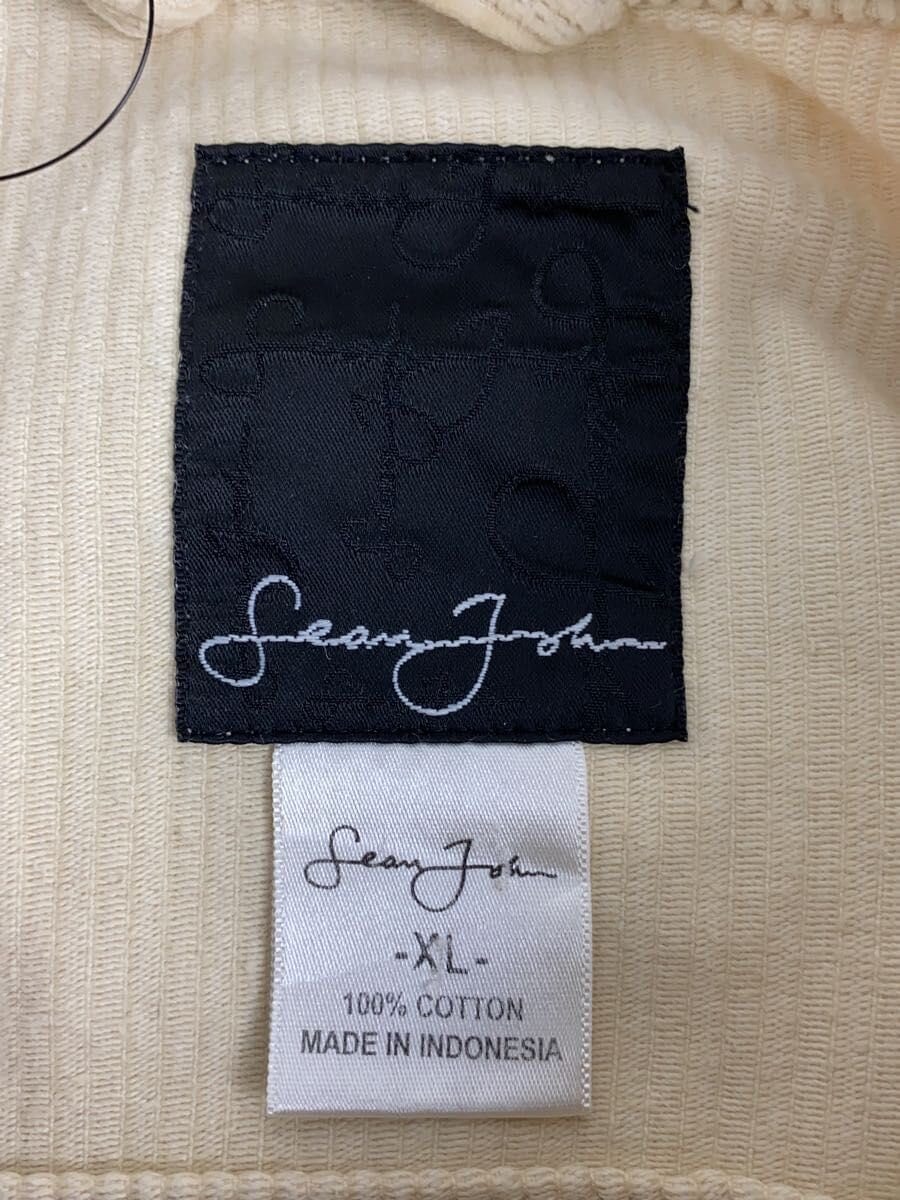 Sean John
Sean John
-XL-
100% COTTON
MADE IN INDONESIA